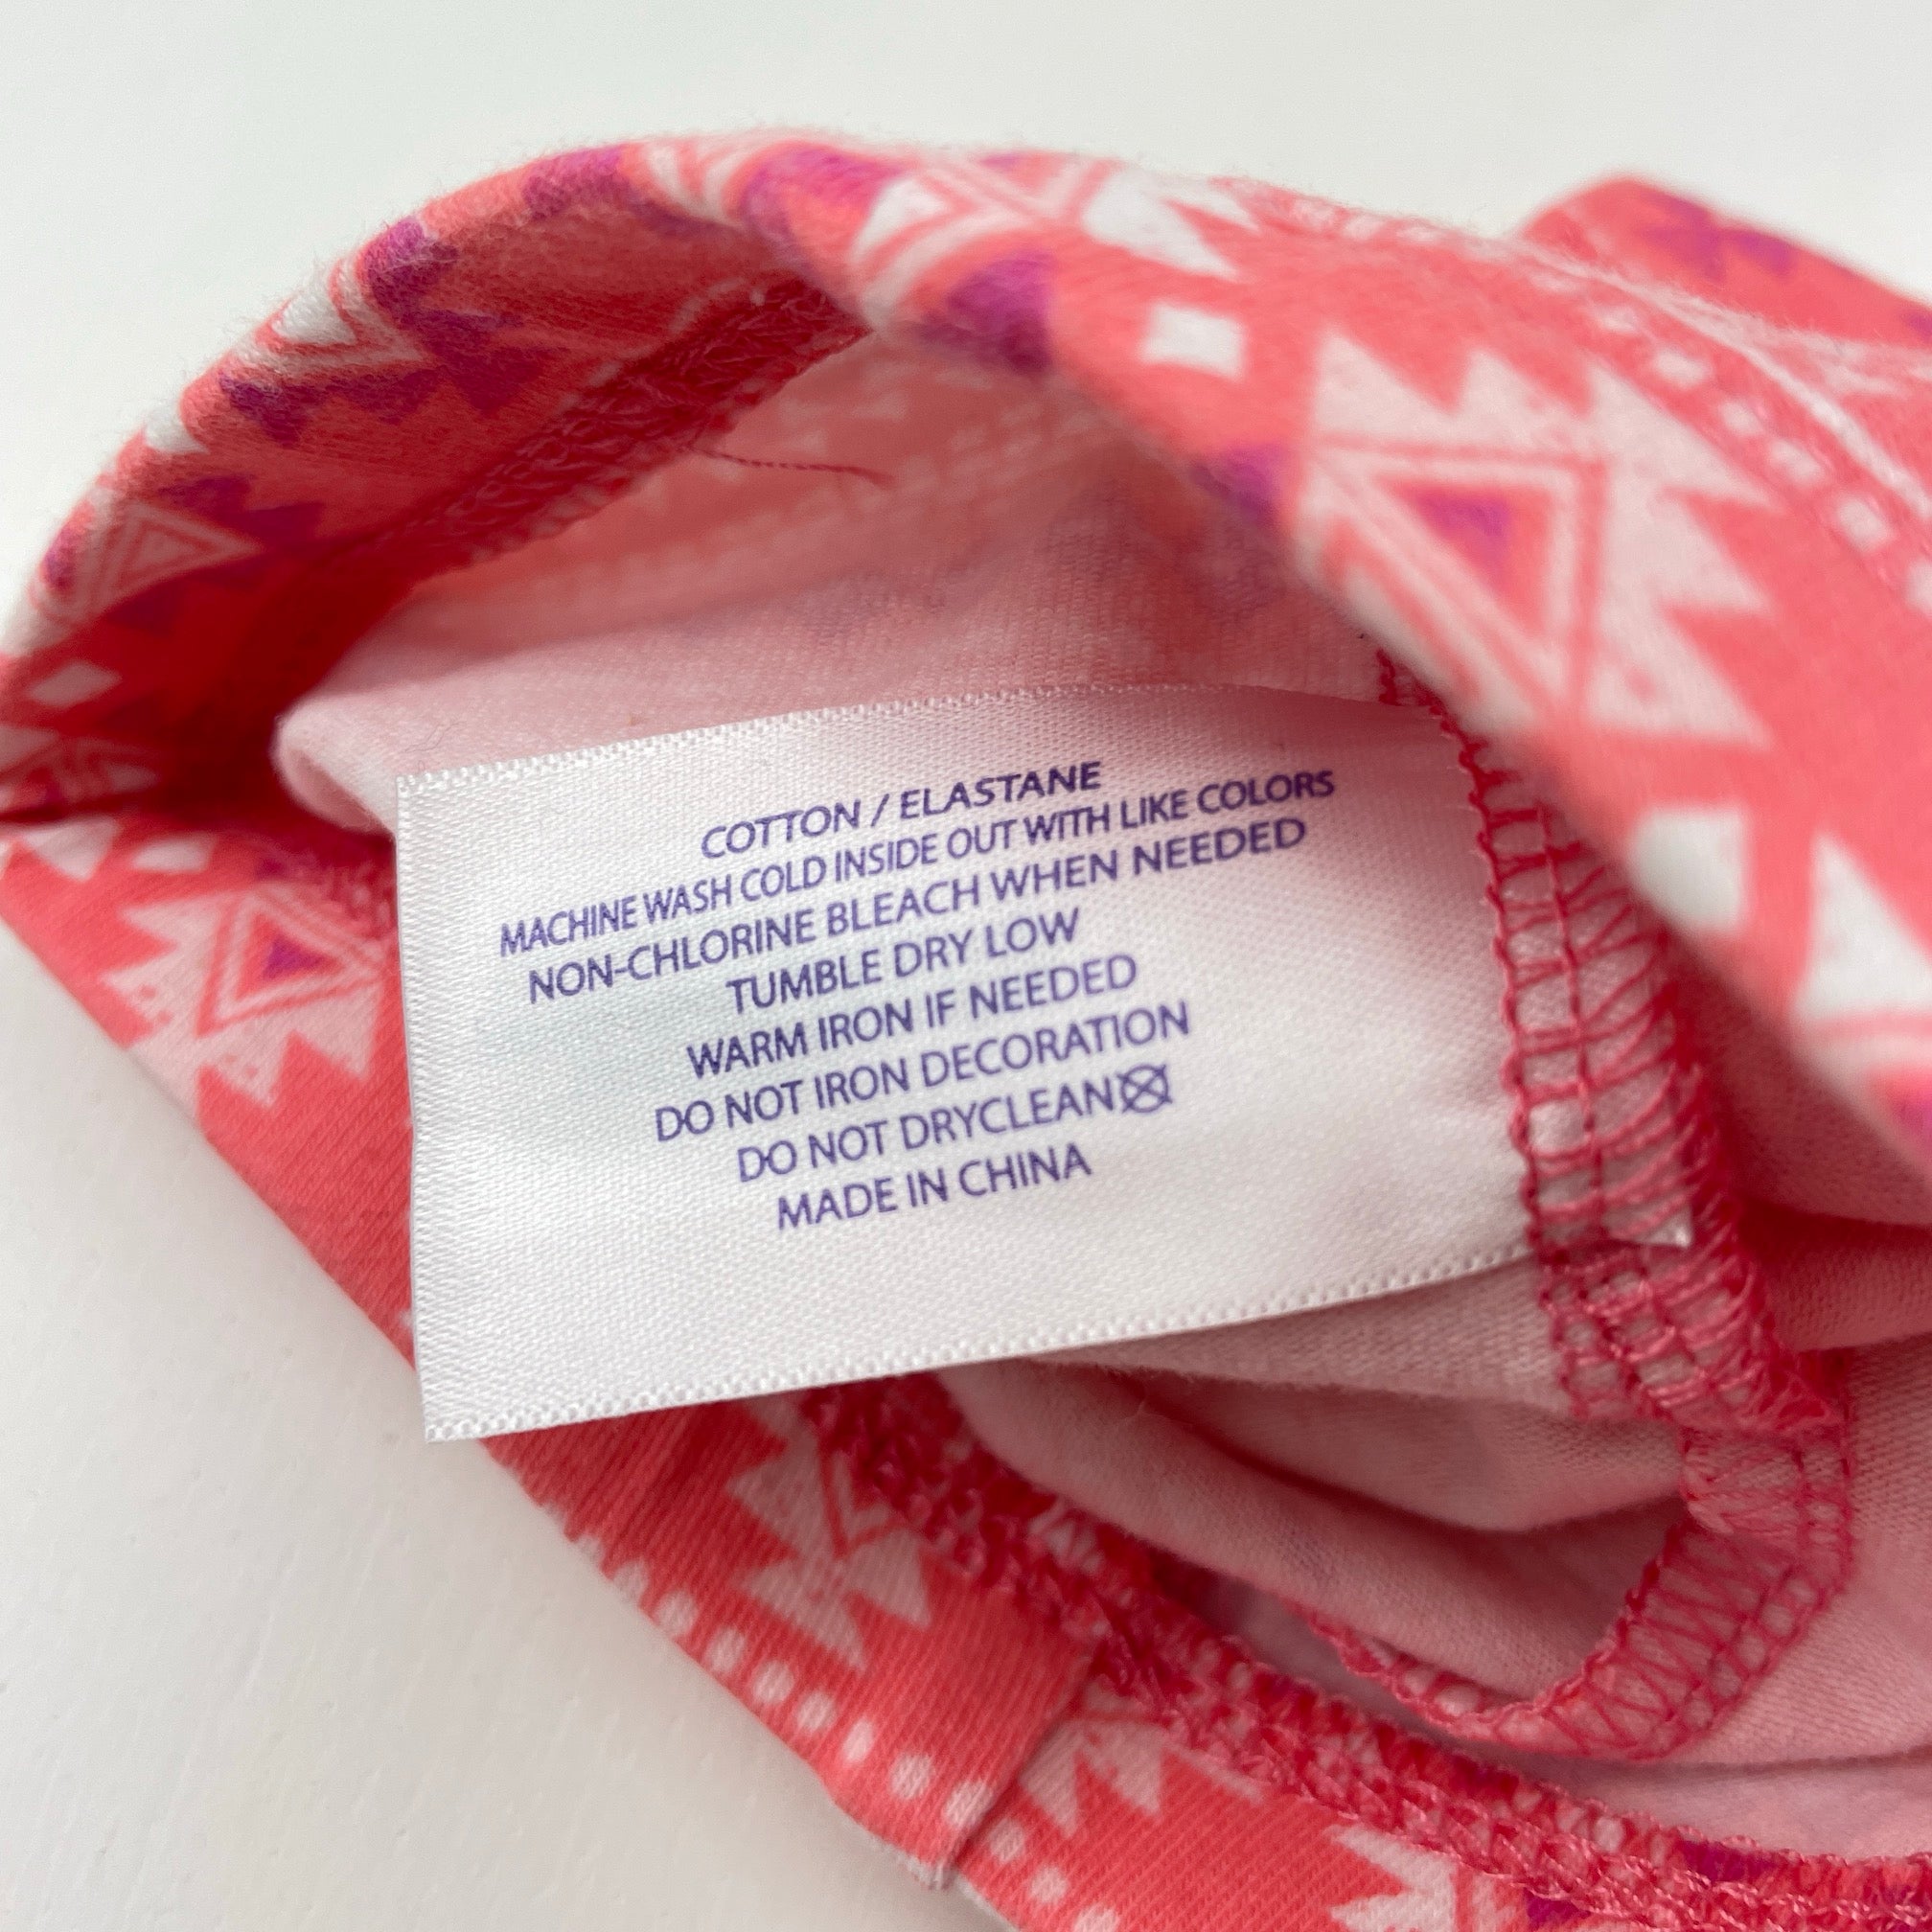 COTTON / ELASTANE
MACHINE WASH COLD INSIDE OUT WITH LIKE COLORS
NON-CHLORINE BLEACH WHEN NEEDED
TUMBLE DRY LOW
WARM IRON IF NEEDED
DO NOT IRON DECORATION
DO NOT DRYCLEAN
MADE IN CHINA